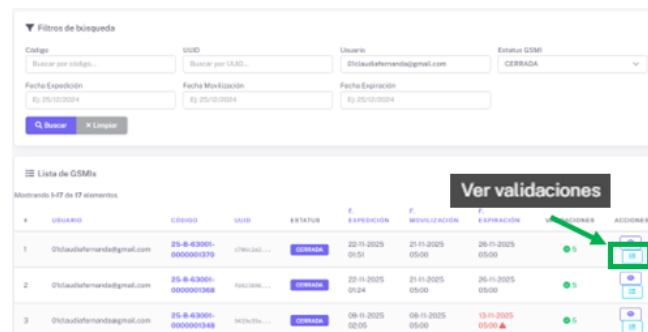 Filtros de búsqueda
Código UUID Usuario Estatus GSMI
Buscar por código... Buscar por UUID... 01claudiafernanda@gmail.com CERRADA
Fecha Expedición Fecha Movilización Fecha Expiración
Ej: 25/12/2024 Ej: 25/12/2024 Ej: 25/12/2024
Buscar × Limpiar
Lista de GSMIs
Mostrando 1-17 de 17 elementos.
Ver validaciones
# USUARIO CÓDIGO UUID ESTATUS F. EXPEDICIÓN F. MOVILIZACIÓN F. EXPIRACIÓN ACCIONES
1 01claudiafernanda@gmail.com 25-B-63001-0000001370 CERRADA 22-11-2025 01:51 21-11-2025 05:00 26-11-2025 05:00 5
2 01claudiafernanda@gmail.com 25-B-63001-0000001368 CERRADA 22-11-2025 01:24 21-11-2025 05:00 26-11-2025 05:00 5
3 01claudiafernanda@gmail.com 25-B-63001-0000001348 CERRADA 09-11-2025 02:05 08-11-2025 05:00 13-11-2025 05:00 5